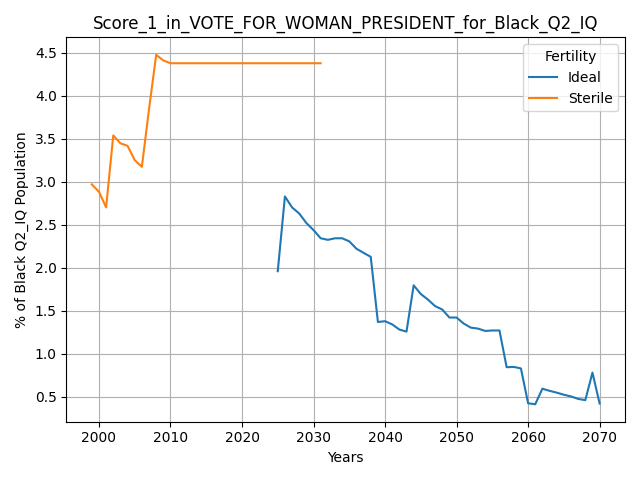 Score_1_in_VOTE_FOR_WOMAN_PRESIDENT_for_Black_Q2_IQ
Fertility
Ideal
Sterile
% of Black Q2_IQ Population
4.5
4.0
3.5
3.0
2.5
2.0
1.5
1.0
0.5
2000 2010 2020 2030 2040 2050 2060 2070
Years